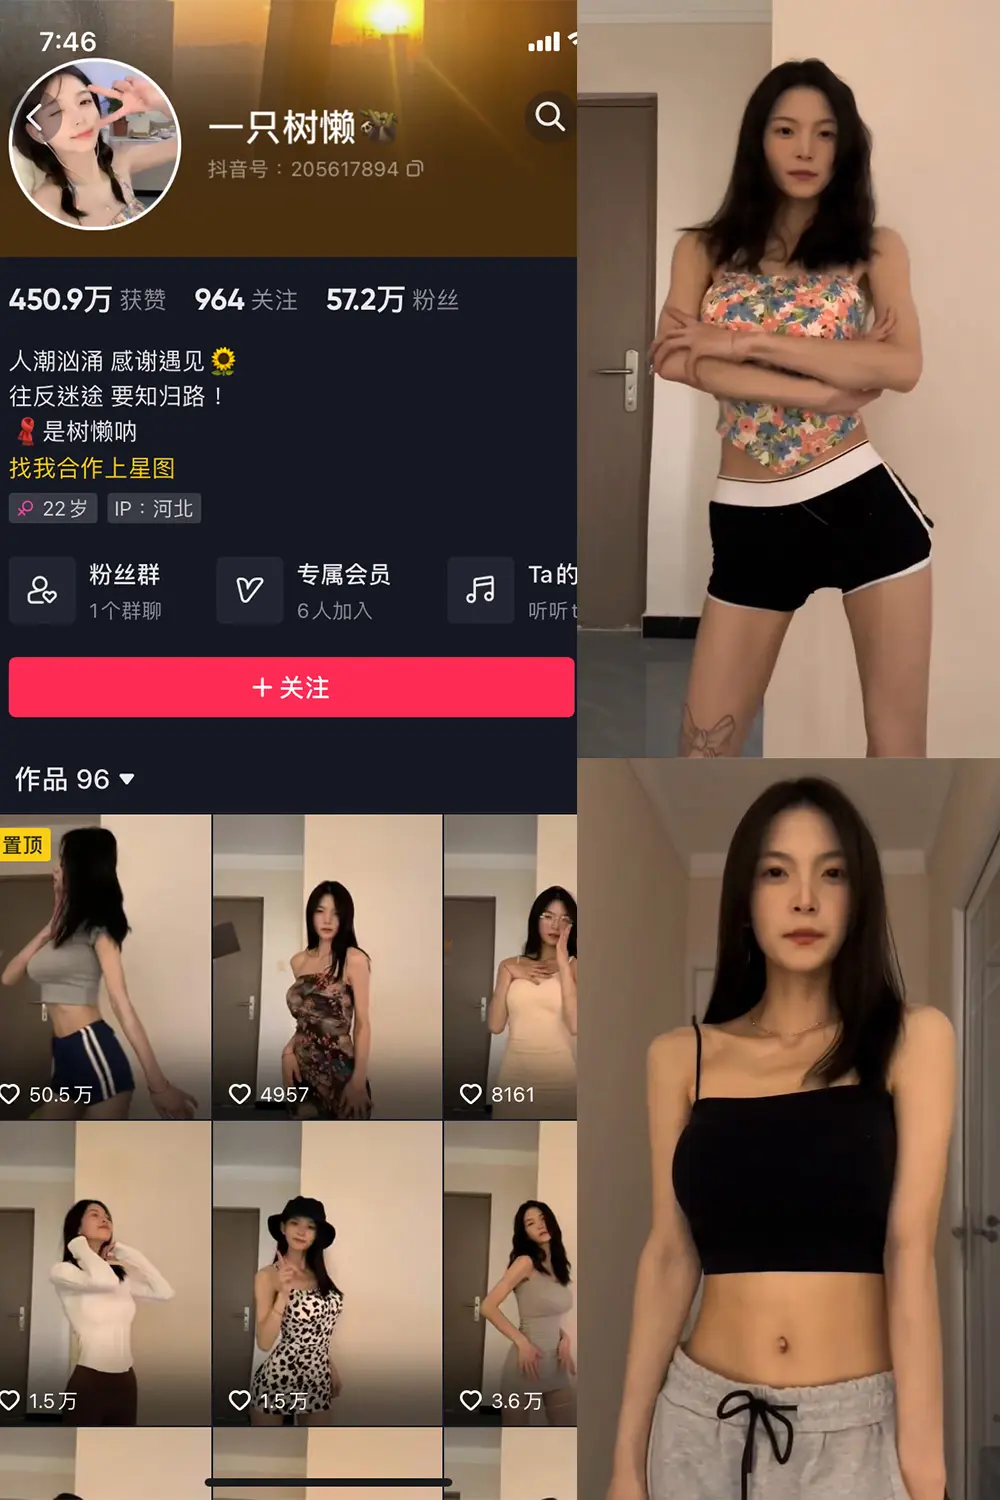 7:46
一只树懒
抖音号：205617894
450.9万 获赞 964 关注 57.2万 粉丝
人潮汹涌 感谢遇见🌻
往反迷途 要知归路！
🧣是树懒呐
找我合作上星图
22岁 IP：河北
粉丝群 专属会员 Ta的
1个群聊 6人加入 听听t
＋关注
作品 96
置顶
50.5万 4957 8161
1.5万 1.5万 3.6万